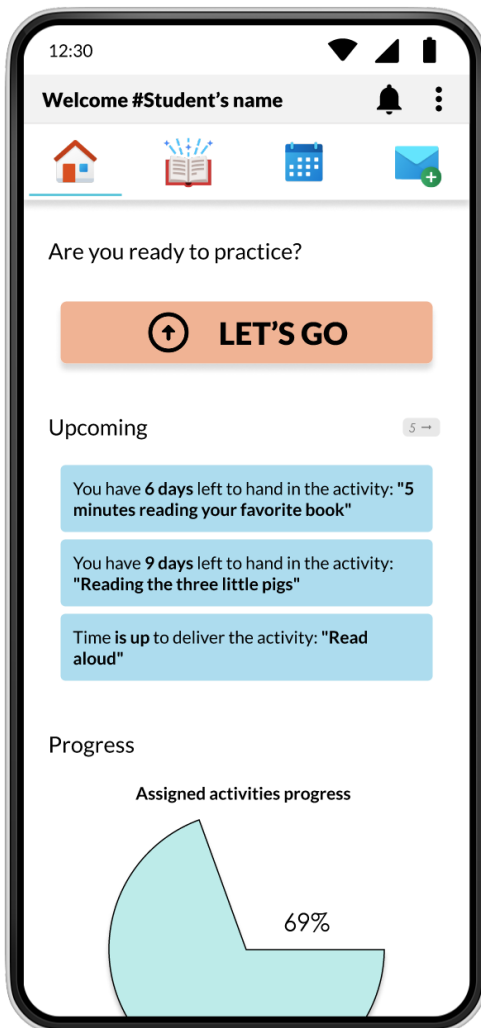 12:30
Welcome #Student’s name
Are you ready to practice?
LET’S GO
Upcoming
5 →
You have 6 days left to hand in the activity: "5
minutes reading your favorite book"
You have 9 days left to hand in the activity:
"Reading the three little pigs"
Time is up to deliver the activity: "Read
aloud"
Progress
Assigned activities progress
69%